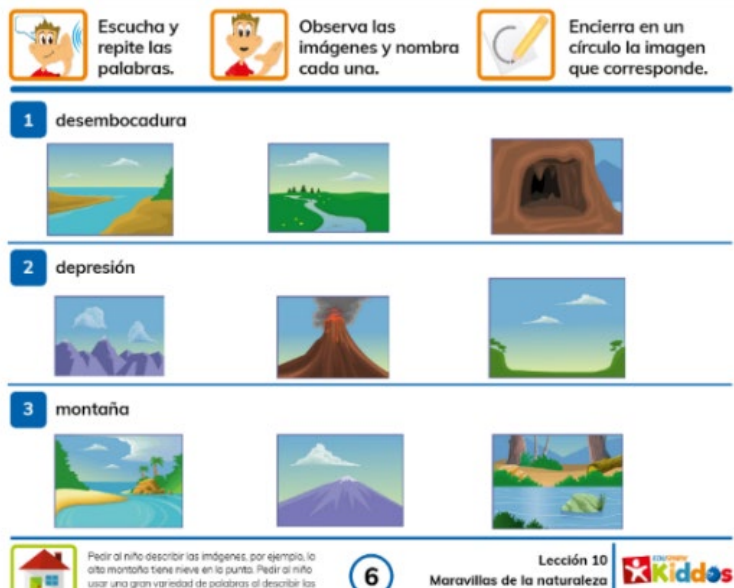 Escucha y
repite las
palabras.
Observa las
imágenes y nombra
cada una.
Encierra en un
círculo la imagen
que corresponde.
1 desembocadura
2 depresión
3 montaña
Pedir al niño describir las imágenes, por ejemplo, la
alta montaña tiene nieve en la punta. Pedir al niño
usar una gran variedad de palabras al describir las
6
Lección 10
Maravillas de la naturaleza
Kiddos